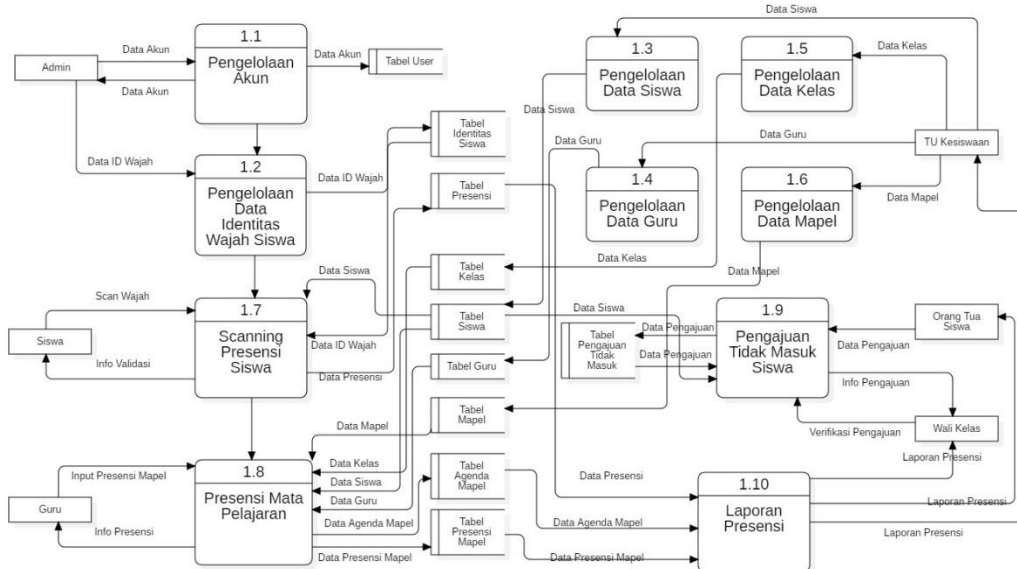 Data Siswa
1.1
Pengelolaan
Akun
1.3
Pengelolaan
Data Siswa
1.5
Pengelolaan
Data Kelas
Data Kelas
Data Akun
Data Akun
Admin
Tabel User
Data Akun
Data Siswa
Tabel
Identitas
Siswa
Data Guru
Data Guru
TU Kesiswaan
Data ID Wajah
1.2
Pengelolaan
Data
Identitas
Wajah Siswa
Data ID Wajah
Tabel
Presensi
1.4
Pengelolaan
Data Guru
1.6
Pengelolaan
Data Mapel
Data Mapel
Data Siswa
Tabel
Kelas
Data Kelas
Data Mapel
Scan Wajah
1.7
Scanning
Presensi
Siswa
Siswa
Info Validasi
Data ID Wajah
Data Presensi
Tabel
Siswa
Data Siswa
Tabel Guru
Tabel
Pengajuan
Tidak
Masuk
Data Pengajuan
Data Pengajuan
1.9
Pengajuan
Tidak Masuk
Siswa
Orang Tua
Siswa
Data Pengajuan
Info Pengajuan
Tabel
Mapel
Data Mapel
Verifikasi Pengajuan
Wali Kelas
Laporan Presensi
Input Presensi Mapel
1.8
Presensi Mata
Pelajaran
Guru
Info Presensi
Data Kelas
Data Siswa
Data Guru
Data Agenda Mapel
Data Presensi Mapel
Tabel
Agenda
Mapel
Tabel
Presensi
Mapel
Data Presensi
Data Agenda Mapel
Data Presensi Mapel
1.10
Laporan
Presensi
Laporan Presensi
Laporan Presensi